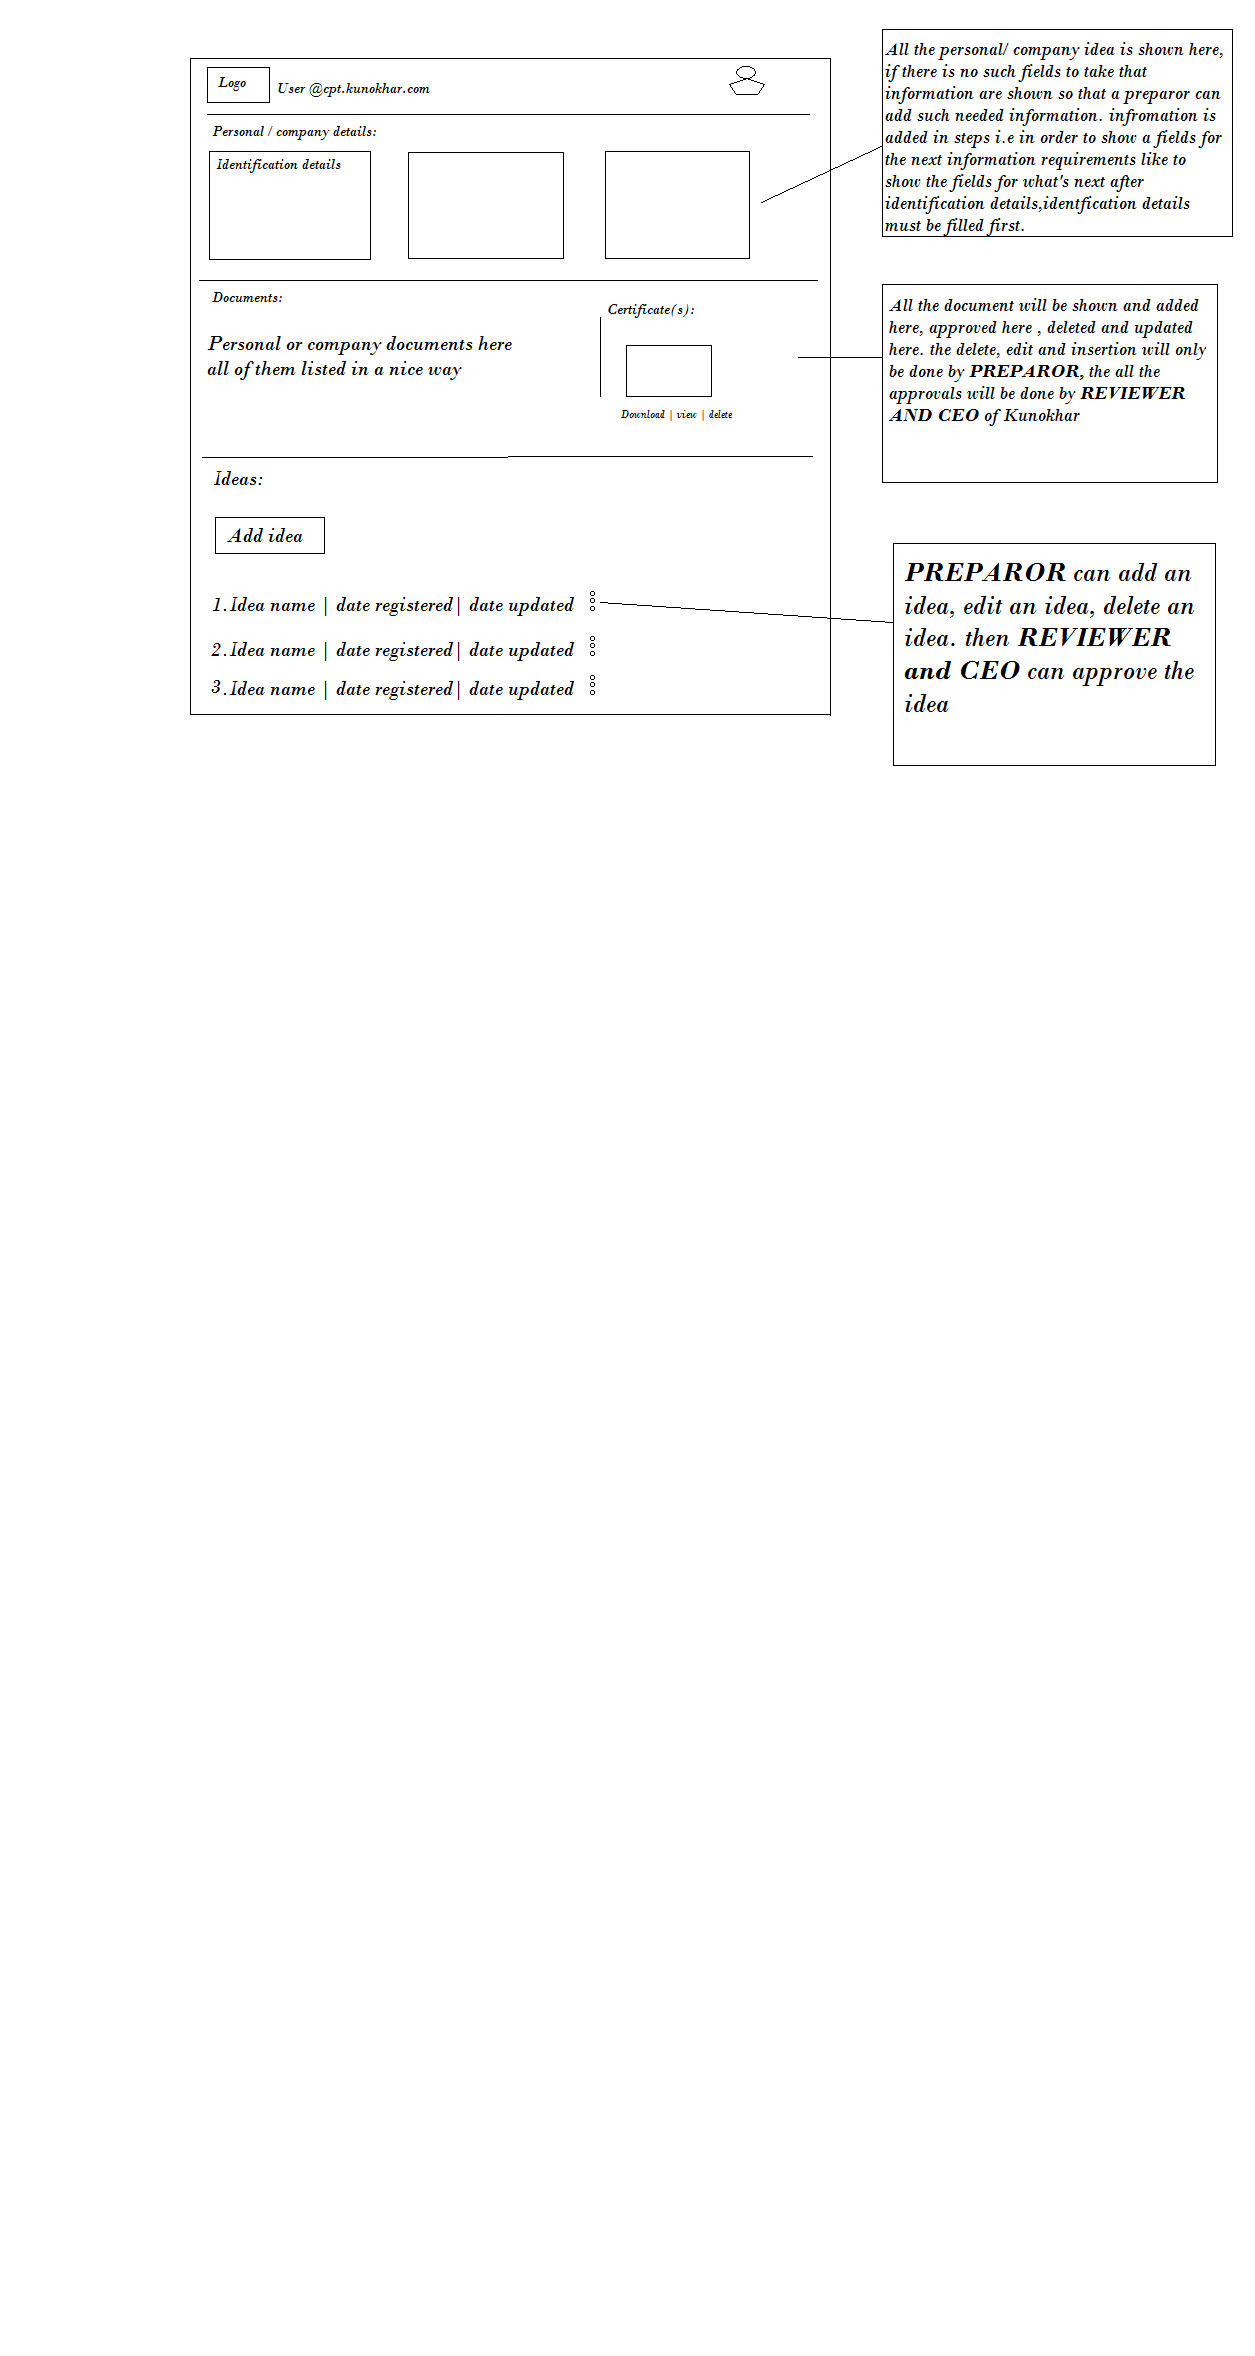 Logo
User @cpt.kunokhar.com
Personal / company details:
Identification details
Documents:
Personal or company documents here
all of them listed in a nice way
Certificate(s):
Download | view | delete
Ideas:
Add idea
1.Idea name | date registered| date updated
2.Idea name | date registered| date updated
3.Idea name | date registered| date updated
All the personal/ company idea is shown here,
if there is no such fields to take that
information are shown so that a preparor can
add such needed information. infromation is
added in steps i.e in order to show a fields for
the next information requirements like to
show the fields for what's next after
identification details,identfication details
must be filled first.
All the document will be shown and added
here, approved here , deleted and updated
here. the delete, edit and insertion will only
be done by PREPAROR, the all the
approvals will be done by REVIEWER
AND CEO of Kunokhar
PREPAROR can add an
idea, edit an idea, delete an
idea. then REVIEWER
and CEO can approve the
idea